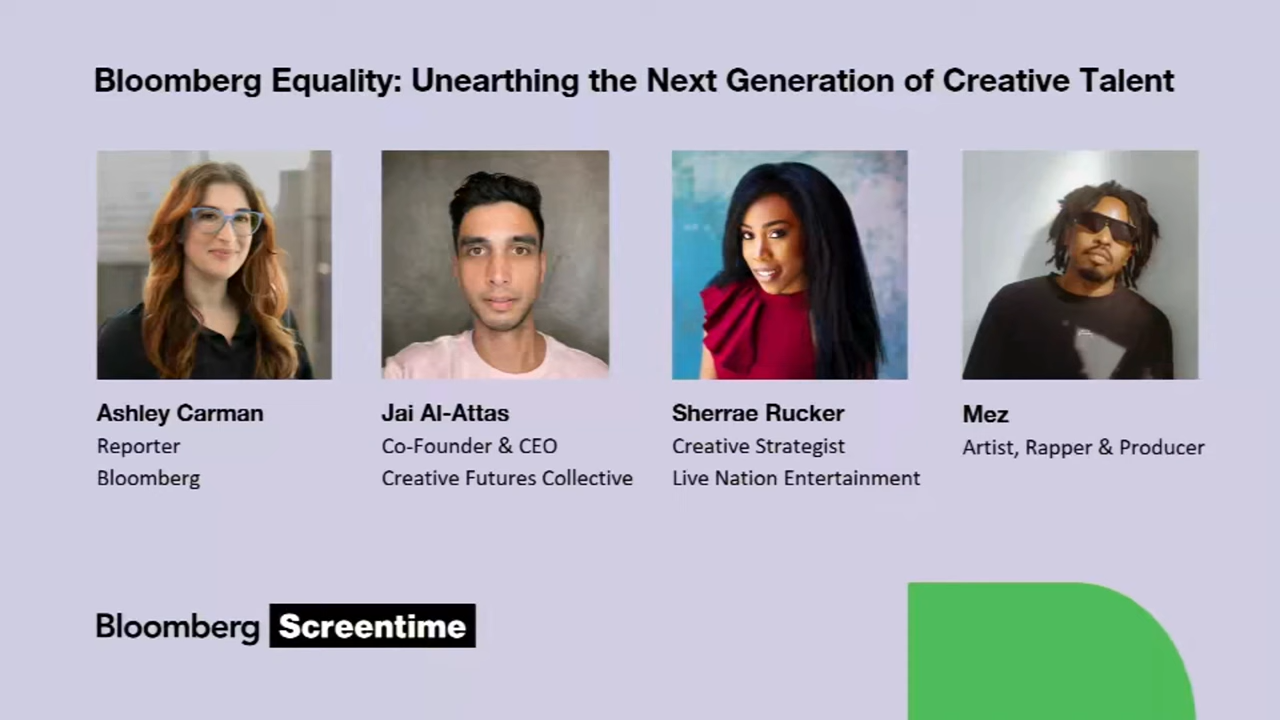 Bloomberg Equality: Unearthing the Next Generation of Creative Talent
Ashley Carman
Reporter
Bloomberg
Jai Al-Attas
Co-Founder & CEO
Creative Futures Collective
Sherrae Rucker
Creative Strategist
Live Nation Entertainment
Mez
Artist, Rapper & Producer
Bloomberg Screentime